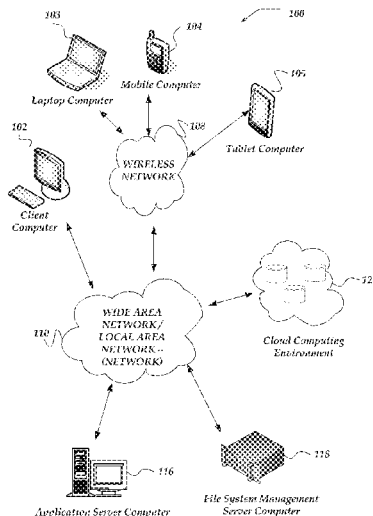 103
104
100
Mobile Computer
Laptop Computer
105
102
108
Tablet Computer
WIRELESS
NETWORK
Client
Computer
12
WIDE AREA
NETWORK/
LOCAL AREA
NETWORK--
(NETWORK)
110
Cloud Computing
Environment
116
118
Application Server Computer
File System Management
Server Computer